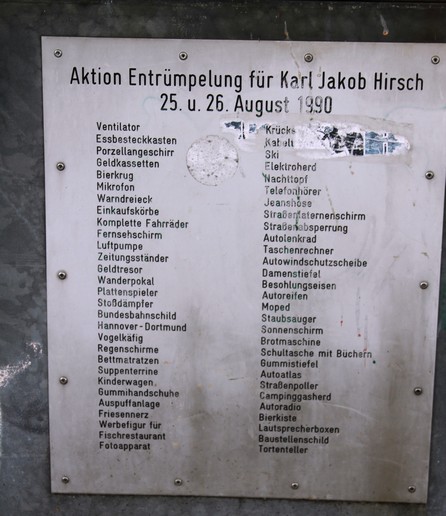 Aktion Entrümpelung für Karl Jakob Hirsch
25. u. 26. August 1990
Ventilator
Essbesteckkasten
Porzellangeschirr
Geldkassetten
Bierkrug
Mikrofon
Warndreieck
Einkaufskörbe
Komplette Fahrräder
Fernsehschirm
Luftpumpe
Zeitungsständer
Geldtresor
Wanderpokal
Plattenspieler
Stoßdämpfer
Bundesbahnschild
Hannover-Dortmund
Vogelkäfig
Regenschirme
Bettmatratzen
Suppenterrine
Kinderwagen
Gummihandschuhe
Auspuffanlage
Friesennerz
Werbefigur für
Fischrestaurant
Fotoapparat
Krücke
Ski
Elektroherd
Nachttopf
Telefonhörer
Jeanshose
Straßenlaternenschirm
Straßenabsperrung
Autolenkrad
Taschenrechner
Autowindschutzscheibe
Damenstiefel
Besohlungseisen
Autoreifen
Moped
Staubsauger
Sonnenschirm
Brotmaschine
Schultasche mit Büchern
Gummistiefel
Autoatlas
Straßenpoller
Campinggasherd
Autoradio
Bierkiste
Lautsprecherboxen
Baustellenschild
Tortenteller